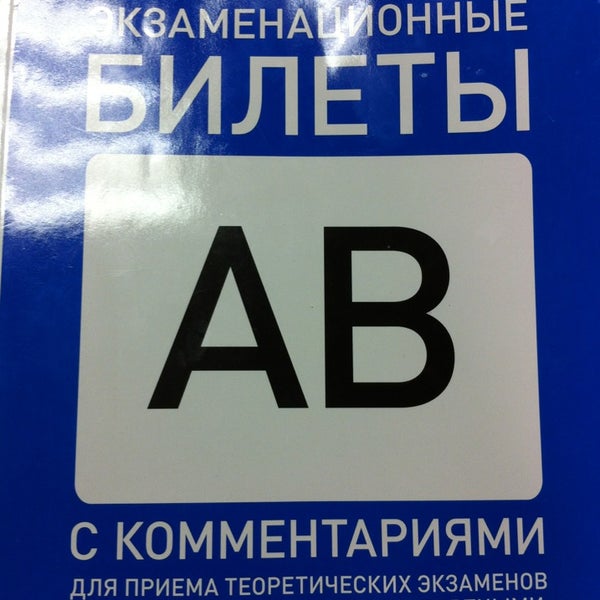 ЭКЗАМЕНАЦИОННЫЕ
БИЛЕТЫ
АВ
С КОММЕНТАРИЯМИ
ДЛЯ ПРИЕМА ТЕОРЕТИЧЕСКИХ ЭКЗАМЕНОВ